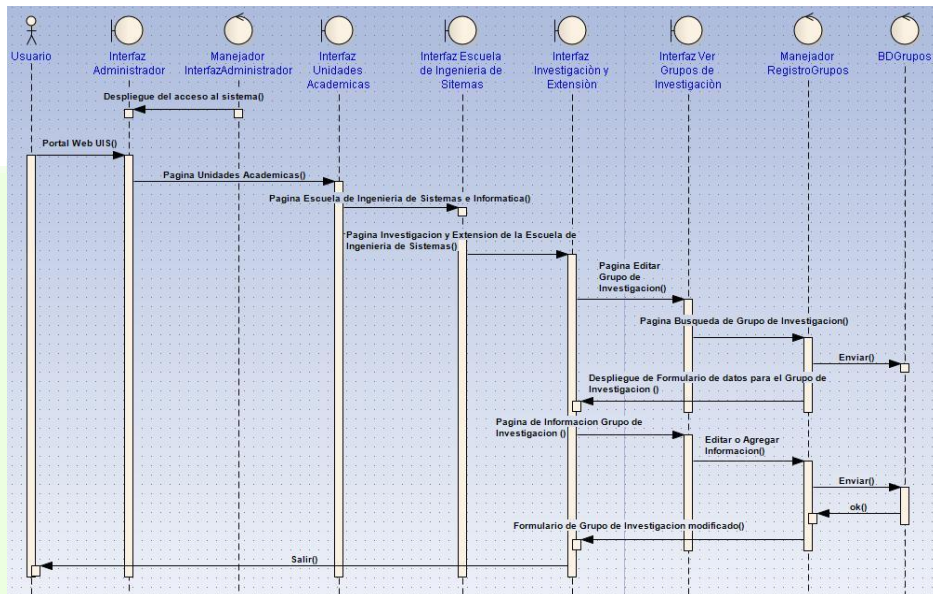 Usuario
Interfaz
Administrador
Manejador
InterfazAdministrador
Interfaz
Unidades
Academicas
Interfaz Escuela
de Ingenieria de
Sitemas
Interfaz
Investigaciòn y
Extensiòn
Interfaz Ver
Grupos de
Investigaciòn
Manejador
RegistroGrupos
BDGrupos
Despliegue del acceso al sistema()
Portal Web UIS()
Pagina Unidades Academicas()
Pagina Escuela de Ingenieria de Sistemas e Informatica()
Pagina Investigacion y Extension de la Escuela de
Ingenieria de Sistemas()
Pagina Editar
Grupo de
Investigacion()
Pagina Busqueda de Grupo de Investigacion()
Enviar()
Despliegue de Formulario de datos para el Grupo de
Investigacion ()
Pagina de Informacion Grupo de
Investigacion ()
Editar o Agregar
Informacion()
Enviar()
ok()
Formulario de Grupo de Investigacion modificado()
Salir()